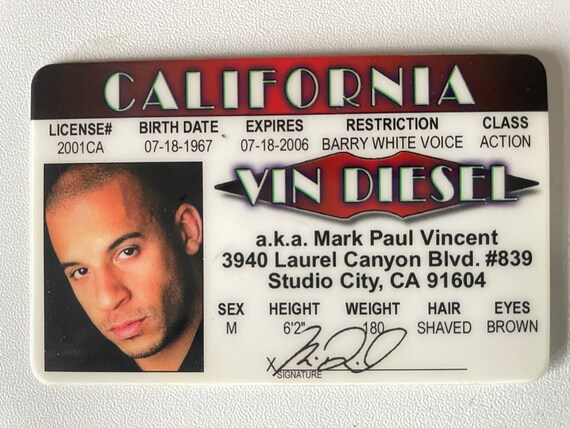 CALIFORNIA
LICENSE# BIRTH DATE EXPIRES RESTRICTION CLASS
2001CA 07-18-1967 07-18-2006 BARRY WHITE VOICE ACTION
VIN DIESEL
a.k.a. Mark Paul Vincent
3940 Laurel Canyon Blvd. #839
Studio City, CA 91604
SEX HEIGHT WEIGHT HAIR EYES
M 6'2" 180 SHAVED BROWN
X
SIGNATURE